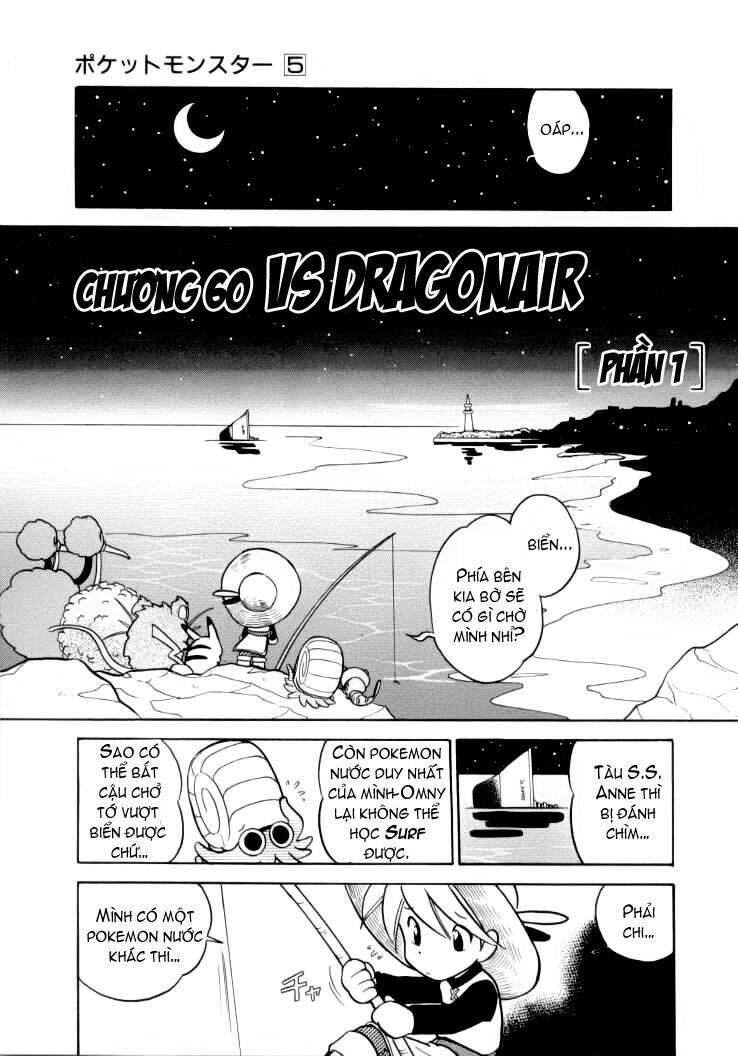 ポケットモンスター 5
OÁP...
CHƯƠNG 60 VS DRAGONAIR
[ PHẦN 1 ]
BIỂN...
PHÍA BÊN
KIA BỜ SẼ
CÓ GÌ CHỜ
MÌNH NHỈ?
TÀU S.S.
ANNE THÌ
BỊ ĐÁNH
CHÌM...
CÒN POKEMON
NƯỚC DUY NHẤT
CỦA MÌNH-OMNY
LẠI KHÔNG THỂ
HỌC SURF
ĐƯỢC.
SAO CÓ
THỂ BẮT
CẬU CHỞ
TỚ VƯỢT
BIỂN ĐƯỢC
CHỨ...
PHẢI
CHI...
MÌNH CÓ MỘT
POKEMON NƯỚC
KHÁC THÌ...
チャ